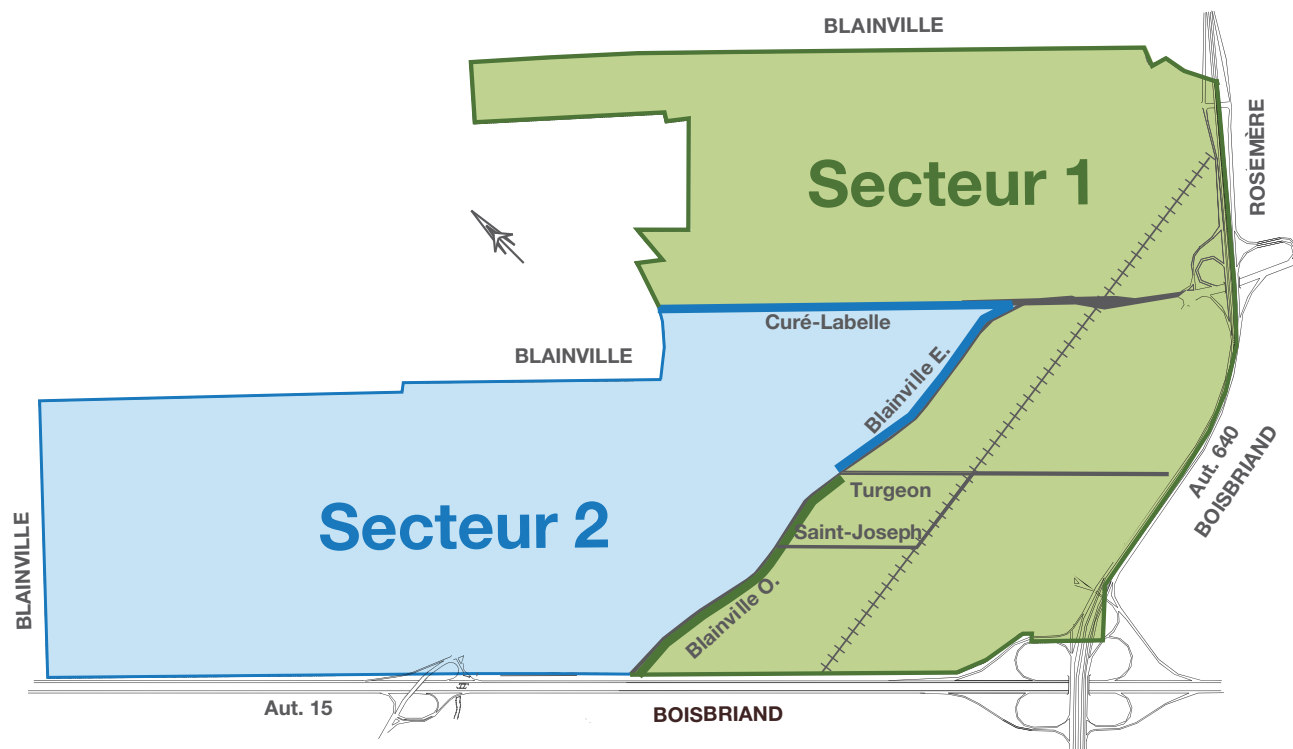 BLAINVILLE
ROSEMÈRE
Secteur 1
Curé-Labelle
BLAINVILLE
Blainville E.
Aut. 640
BOISBRIAND
Turgeon
Secteur 2
Saint-Joseph
BLAINVILLE
Blainville O.
Aut. 15
BOISBRIAND